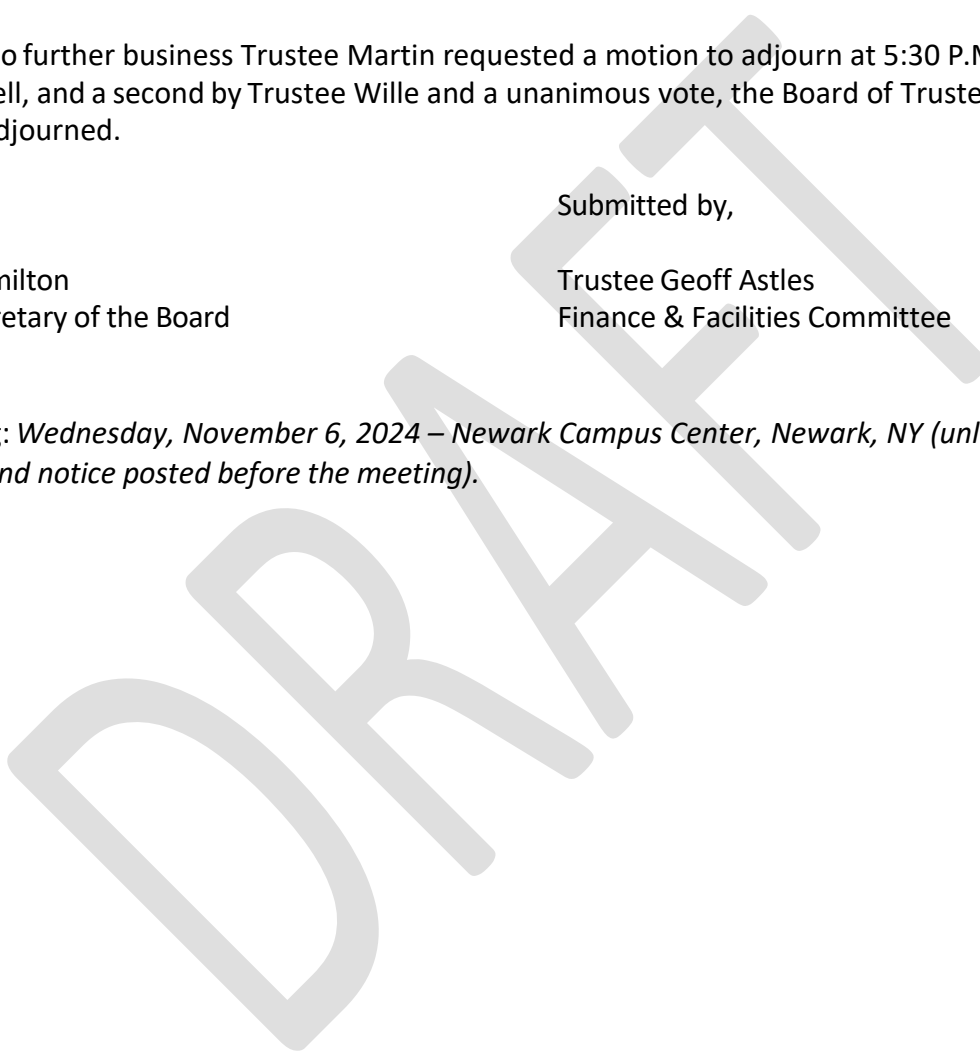 o further business Trustee Martin requested a motion to adjourn at 5:30 P.M
ell, and a second by Trustee Wille and a unanimous vote, the Board of Truste
djourned.
Submitted by,
milton Trustee Geoff Astles
retary of the Board Finance & Facilities Committee
g: Wednesday, November 6, 2024 – Newark Campus Center, Newark, NY (unl
nd notice posted before the meeting).
DRAFT